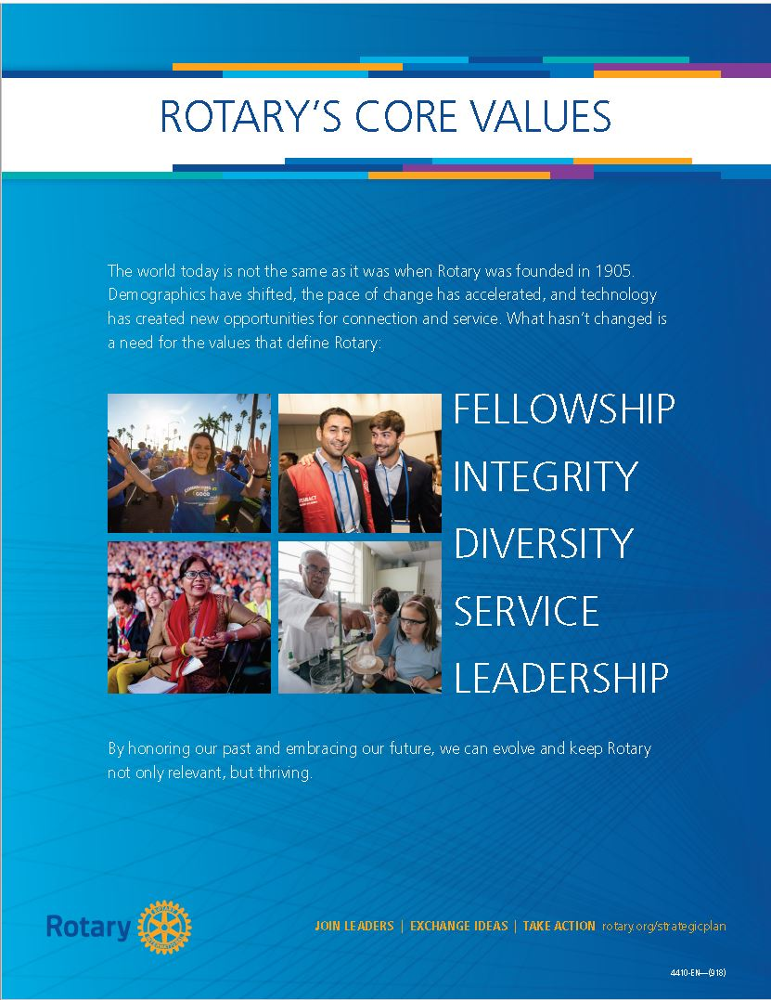 ROTARY'S CORE VALUES
The world today is not the same as it was when Rotary was founded in 1905.
Demographics have shifted, the pace of change has accelerated, and technology
has created new opportunities for connection and service. What hasn't changed is
a need for the values that define Rotary:
FELLOWSHIP
INTEGRITY
DIVERSITY
SERVICE
LEADERSHIP
By honoring our past and embracing our future, we can evolve and keep Rotary
not only relevant, but thriving.
Rotary
JOIN LEADERS | EXCHANGE IDEAS | TAKE ACTION rotary.org/strategicplan
4410-EN—(918)